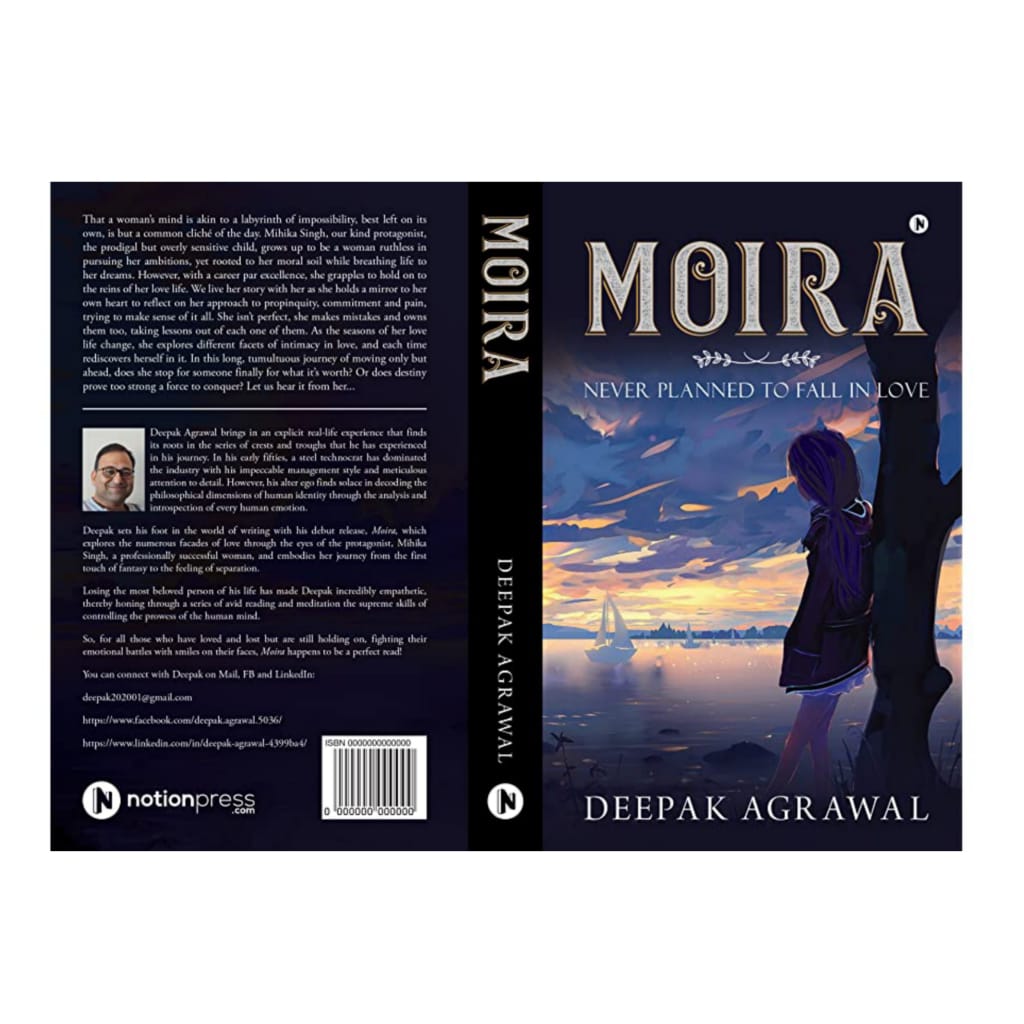 That a woman's mind is akin to a labyrinth of impossibility, best left on its
own, is but a common cliché of the day. Mihika Singh, our kind protagonist,
the prodigal but overly sensitive child, grows up to be a woman ruthless in
pursuing her ambitions, yet rooted to her moral soil while breathing life to
her dreams. However, with a career par excellence, she grapples to hold on to
the reins of her love life. We live her story with her as she holds a mirror to her
own heart to reflect on her approach to propinquity, commitment and pain,
trying to make sense of it all. She isn't perfect, she makes mistakes and owns
them too, taking lessons out of each one of them. As the seasons of her love
life change, she explores different facets of intimacy in love, and each time
rediscovers herself in it. In this long, tumultuous journey of moving only but
ahead, does she stop for someone finally for what it's worth? Or does destiny
prove too strong a force to conquer? Let us hear it from her...
Deepak Agrawal brings in an explicit real-life experience that finds
its roots in the series of crests and troughs that he has experienced
in his journey. In his early fifties, a steel technocrat has dominated
the industry with his impeccable management style and meticulous
attention to detail. However, his alter ego finds solace in decoding the
philosophical dimensions of human identity through the analysis and
introspection of every human emotion.
Deepak sets his foot in the world of writing with his debut release, Moira, which
explores the numerous facades of love through the eyes of the protagonist, Mihika
Singh, a professionally successful woman, and embodies her journey from the first
touch of fantasy to the feeling of separation.
Losing the most beloved person of his life has made Deepak incredibly empathetic,
thereby honing through a series of avid reading and meditation the supreme skills of
controlling the prowess of the human mind.
So, for all those who have loved and lost but are still holding on, fighting their
emotional battles with smiles on their faces, Moira happens to be a perfect read!
You can connect with Deepak on Mail, FB and LinkedIn:
deepak202001@gmail.com
https://www.facebook.com/deepak.agrawal.5036/
https://www.linkedin.com/in/deepak-agrawal-4399ba4/
N notionpress
.com
ISBN 0000000000000
0 000000 000000
MOIRA
DEEPAK AGRAWAL
N
N
MOIRA
NEVER PLANNED TO FALL IN LOVE
DEEPAK AGRAWAL